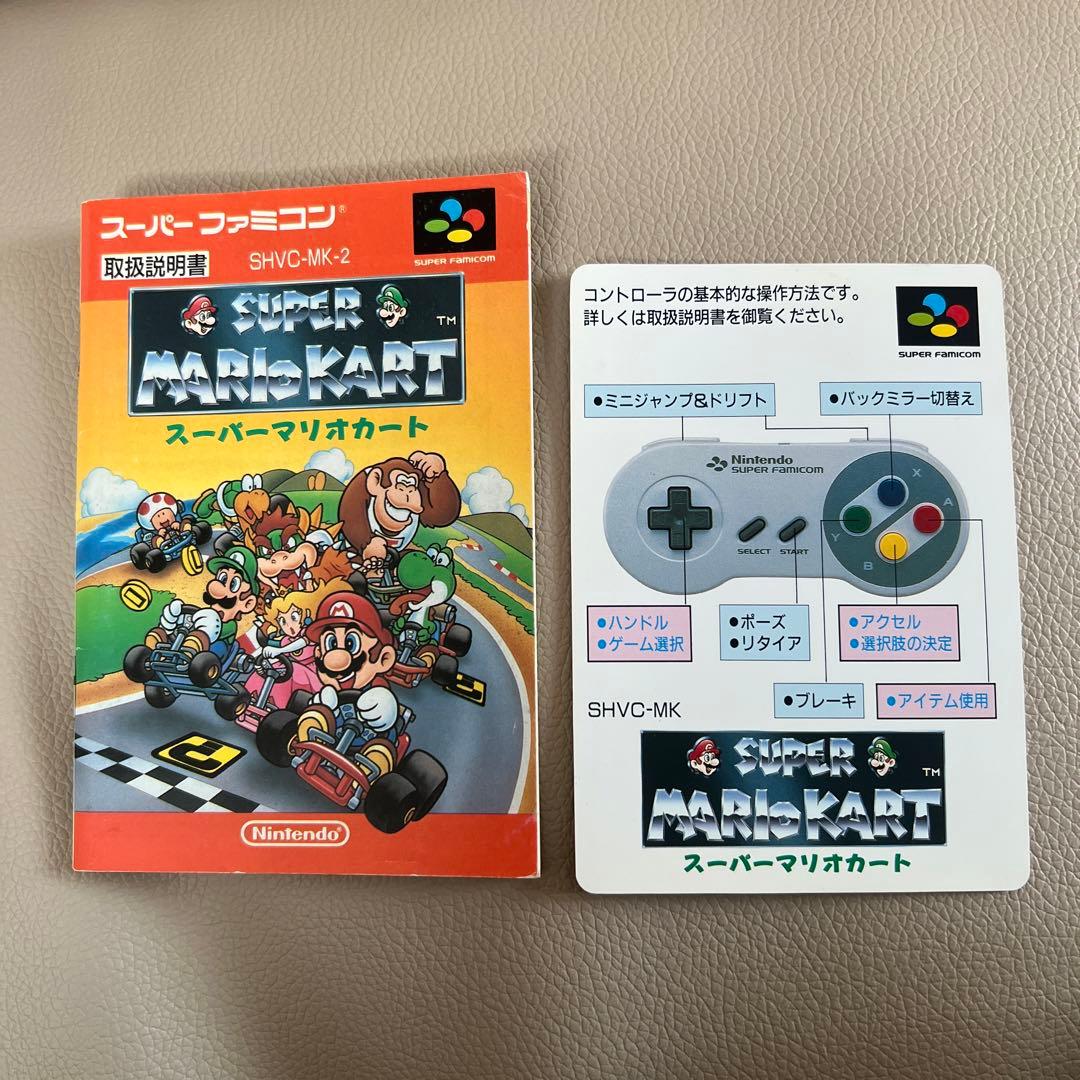 スーパーファミコン®
取扱説明書 SHVC-MK-2
SUPER FAMICOM
SUPER
MARIO KART™
スーパーマリオカート
Nintendo®
コントローラの基本的な操作方法です。
詳しくは取扱説明書を御覧ください。
SUPER FAMICOM
●ミニジャンプ&ドリフト
●バックミラー切替え
Nintendo
SUPER FAMICOM
X
A
Y
B
SELECT START
●ハンドル
●ゲーム選択
●ポーズ
●リタイア
●アクセル
●選択肢の決定
●ブレーキ
●アイテム使用
SHVC-MK
SUPER
MARIO KART™
スーパーマリオカート